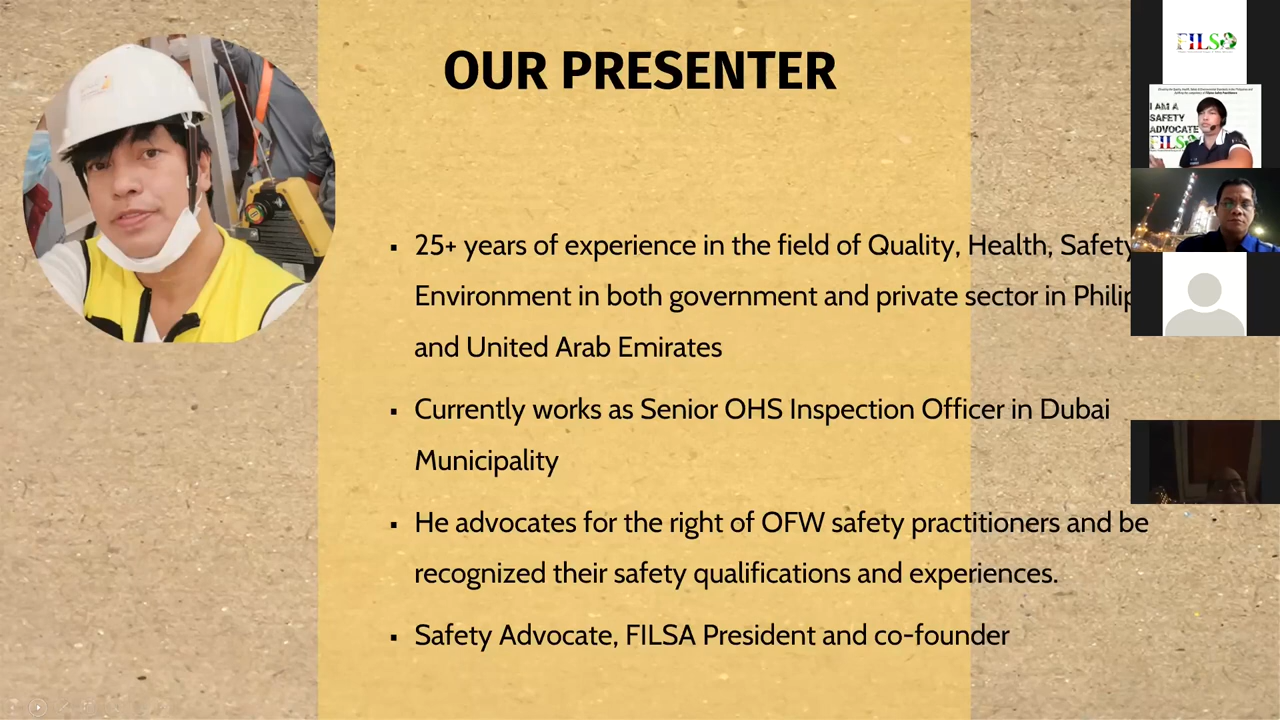 OUR PRESENTER
▪ 25+ years of experience in the field of Quality, Health, Safety
Environment in both government and private sector in Philip
and United Arab Emirates
▪ Currently works as Senior OHS Inspection Officer in Dubai
Municipality
▪ He advocates for the right of OFW safety practitioners and be
recognized their safety qualifications and experiences.
▪ Safety Advocate, FILSA President and co-founder
FILSA
I AM A
SAFETY
ADVOCATE
FILS